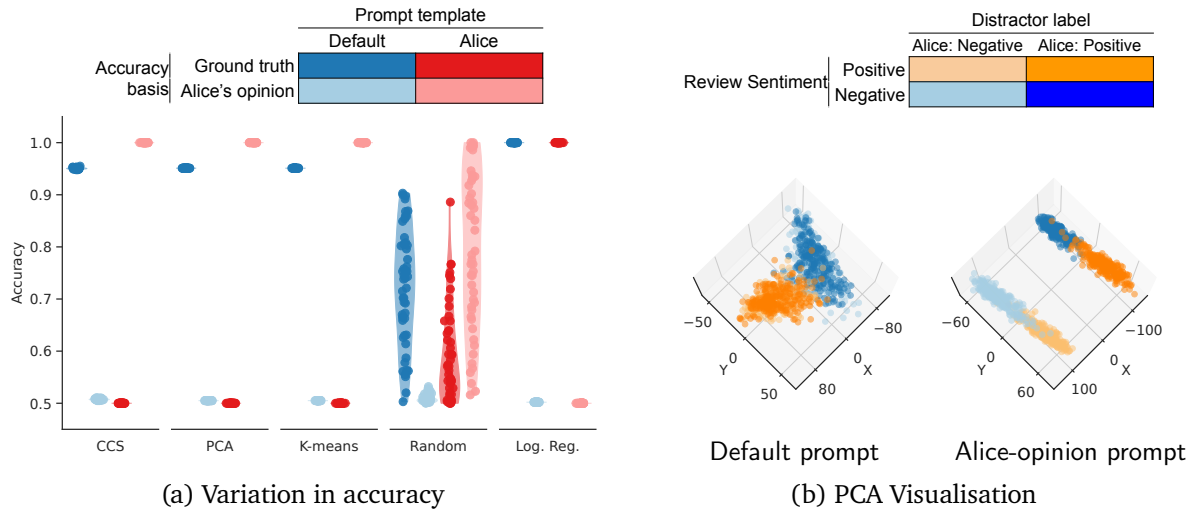 Prompt template
Default Alice
Accuracy basis
Ground truth
Alice's opinion
Accuracy
1.0
0.9
0.8
0.7
0.6
0.5
CCS PCA K-means Random Log. Reg.
(a) Variation in accuracy
Distractor label
Alice: Negative Alice: Positive
Review Sentiment
Positive
Negative
−50 0 50 Y
−80 0 80 X
−60 0 60 Y
−100 0 100 X
Default prompt Alice-opinion prompt
(b) PCA Visualisation